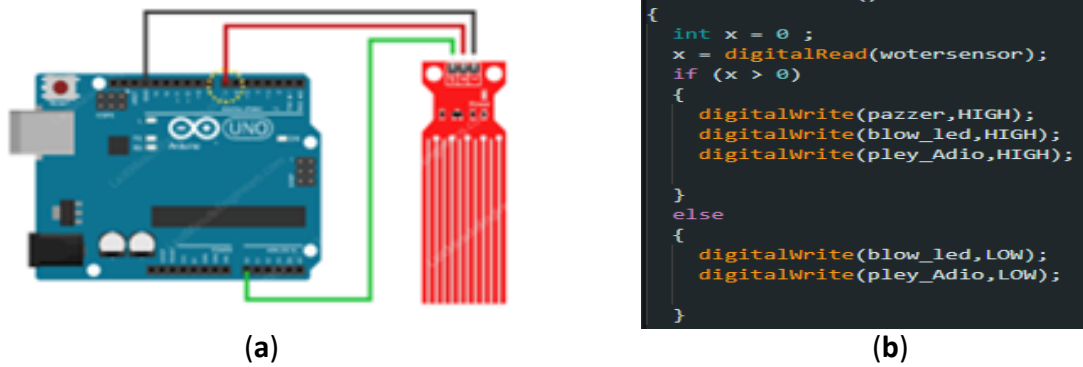 UNO
Arduino
(a)
{
int x = 0 ;
x = digitalRead(wotersensor);
if (x > 0)
{
digitalWrite(pazzer,HIGH);
digitalWrite(blow_led,HIGH);
digitalWrite(pley_Adio,HIGH);
}
else
{
digitalWrite(blow_led,LOW);
digitalWrite(pley_Adio,LOW);
}
(b)